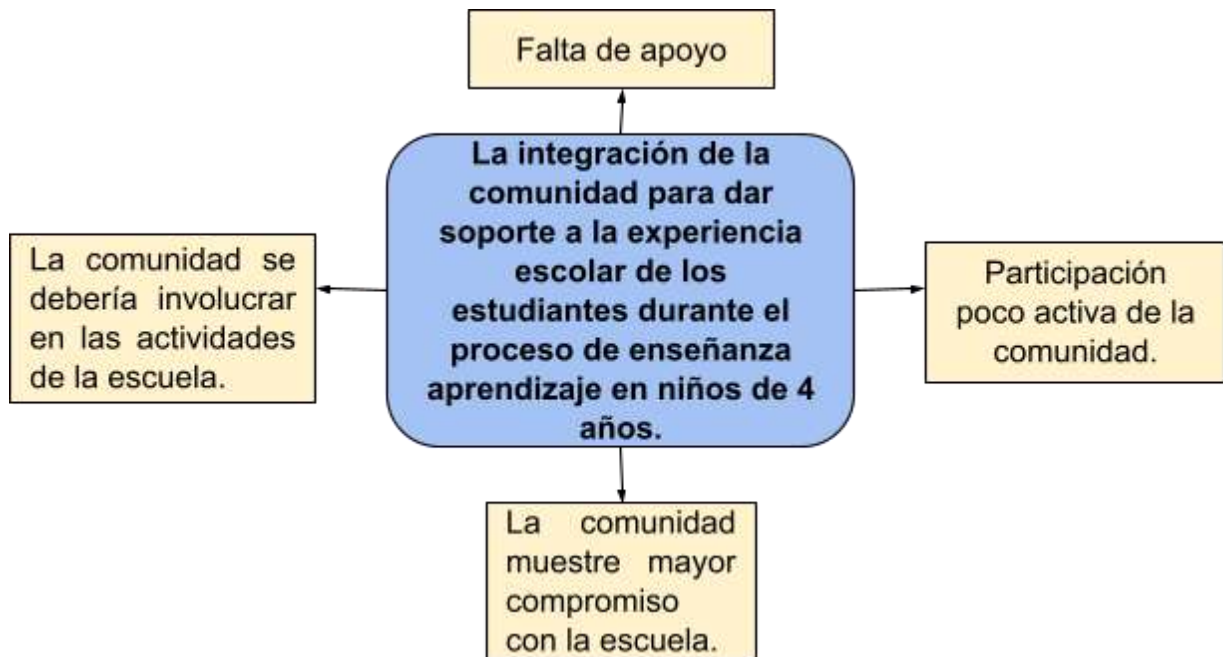 Falta de apoyo
La integración de la
comunidad para dar
soporte a la experiencia
escolar de los
estudiantes durante el
proceso de enseñanza
aprendizaje en niños de 4
años.
La comunidad se
debería involucrar
en las actividades
de la escuela.
Participación
poco activa de la
comunidad.
La comunidad
muestre mayor
compromiso
con la escuela.